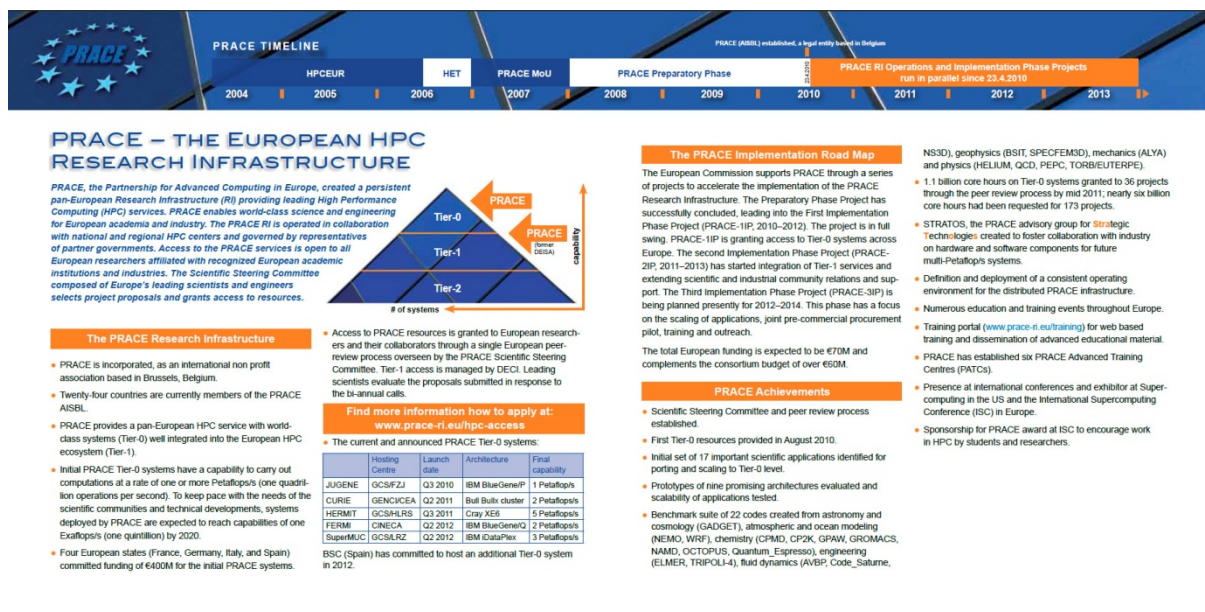 PRACE
PRACE TIMELINE
PRACE (AISBL) established, a legal entity based in Belgium
HPCEUR
HET
PRACE MoU
PRACE Preparatory Phase
23.4.2010
PRACE RI Operations and Implementation Phase Projects
run in parallel since 23.4.2010
2004 2005 2006 2007 2008 2009 2010 2011 2012 2013
PRACE – THE EUROPEAN HPC
RESEARCH INFRASTRUCTURE
PRACE, the Partnership for Advanced Computing in Europe, created a persistent
pan-European Research Infrastructure (RI) providing leading High Performance
Computing (HPC) services. PRACE enables world-class science and engineering
for European academia and industry. The PRACE RI is operated in collaboration
with national and regional HPC centers and governed by representatives
of partner governments. Access to the PRACE services is open to all
European researchers affiliated with recognized European academic
institutions and industries. The Scientific Steering Committee
composed of Europe's leading scientists and engineers
selects project proposals and grants access to resources.
Tier-0
Tier-1
Tier-2
PRACE
PRACE
(former
DEISA)
capability
# of systems
The PRACE Research Infrastructure
• PRACE is incorporated, as an international non profit
association based in Brussels, Belgium.
• Twenty-four countries are currently members of the PRACE
AISBL.
• PRACE provides a pan-European HPC service with world-
class systems (Tier-0) well integrated into the European HPC
ecosystem (Tier-1).
• Initial PRACE Tier-0 systems have a capability to carry out
computations at a rate of one or more Petaflop/s (one quadril-
lion operations per second). To keep pace with the needs of the
scientific communities and technical developments, systems
deployed by PRACE are expected to reach capabilities of one
Exaflop/s (one quintillion) by 2020.
• Four European states (France, Germany, Italy, and Spain)
committed funding of €400M for the initial PRACE systems.
• Access to PRACE resources is granted to European research-
ers and their collaborators through a single European peer-
review process overseen by the PRACE Scientific Steering
Committee. Tier-1 access is managed by DECI. Leading
scientists evaluate the proposals submitted in response to
the bi-annual calls.
Find more information how to apply at:
www.prace-ri.eu/hpc-access
• The current and announced PRACE Tier-0 systems:
Hosting Centre Launch date Architecture Final capability
JUGENE GCS/FZJ Q3 2010 IBM BlueGene/P 1 Petaflop/s
CURIE GENCI/CEA Q2 2011 Bull Bullx cluster 2 Petaflop/s
HERMIT GCS/HLRS Q3 2011 Cray XE6 5 Petaflops/s
FERMI CINECA Q2 2012 IBM BlueGene/Q 2 Petaflops/s
SuperMUC GCS/LRZ Q2 2012 IBM iDataPlex 3 Petaflop/s
BSC (Spain) has committed to host an additional Tier-0 system
in 2012.
The PRACE Implementation Road Map
The European Commission supports PRACE through a series
of projects to accelerate the implementation of the PRACE
Research Infrastructure. The Preparatory Phase Project has
successfully concluded, leading into the First Implementation
Phase Project (PRACE-1IP, 2010–2012). The project is in full
swing. PRACE-1IP is granting access to Tier-0 systems across
Europe. The second Implementation Phase Project (PRACE-
2IP, 2011–2013) has started integration of Tier-1 services and
extending scientific and industrial community relations and sup-
port. The Third Implementation Phase Project (PRACE-3IP) is
being planned presently for 2012–2014. This phase has a focus
on the scaling of applications, joint pre-commercial procurement
pilot, training and outreach.
The total European funding is expected to be €70M and
complements the consortium budget of over €60M.
PRACE Achievements
• Scientific Steering Committee and peer review process
established.
• First Tier-0 resources provided in August 2010.
• Initial set of 17 important scientific applications identified for
porting and scaling to Tier-0 level.
• Prototypes of nine promising architectures evaluated and
scalability of applications tested.
• Benchmark suite of 22 codes created from astronomy and
cosmology (GADGET), atmospheric and ocean modeling
(NEMO, WRF), chemistry (CPMD, CP2K, GPAW, GROMACS,
NAMD, OCTOPUS, Quantum_Espresso), engineering
(ELMER, TRIPOLI-4), fluid dynamics (AVBP, Code_Saturne,
NS3D), geophysics (BSIT, SPECFEM3D), mechanics (ALYA)
and physics (HELIUM, QCD, PEPC, TORB/EUTERPE).
• 1.1 billion core hours on Tier-0 systems granted to 36 projects
through the peer review process by mid 2011; nearly six billion
core hours had been requested for 173 projects.
• STRATOS, the PRACE advisory group for Strategic
Technologies created to foster collaboration with industry
on hardware and software components for future
multi-Petaflop/s systems.
• Definition and deployment of a consistent operating
environment for the distributed PRACE infrastructure.
• Numerous education and training events throughout Europe.
• Training portal (www.prace-ri.eu/training) for web based
training and dissemination of advanced educational material.
• PRACE has established six PRACE Advanced Training
Centres (PATCs).
• Presence at international conferences and exhibitor at Super-
computing in the US and the International Supercomputing
Conference (ISC) in Europe.
• Sponsorship for PRACE award at ISC to encourage work
in HPC by students and researchers.